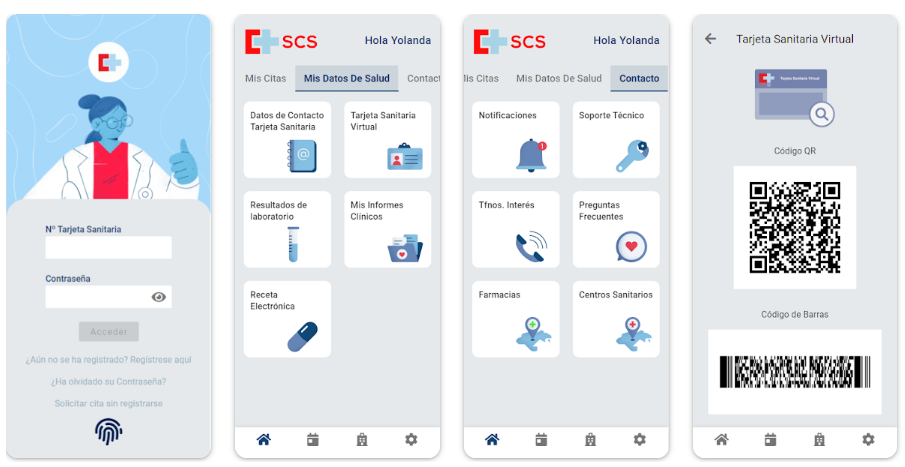 Nº Tarjeta Sanitaria
Contraseña
Acceder
¿Aún no se ha registrado? Regístrese aquí
¿Ha olvidado su Contraseña?
Solicitar cita sin registrarse
SCS
Hola Yolanda
Mis Citas
Mis Datos De Salud
Contact
Datos de Contacto
Tarjeta Sanitaria
Tarjeta Sanitaria
Virtual
Resultados de
laboratorio
Mis Informes
Clínicos
Receta
Electrónica
SCS
Hola Yolanda
lis Citas
Mis Datos De Salud
Contacto
Notificaciones
Soporte Técnico
Tfnos. Interés
Preguntas
Frecuentes
Farmacias
Centros Sanitarios
Tarjeta Sanitaria Virtual
Tarjeta Sanitaria Virtual
Código QR
Código de Barras